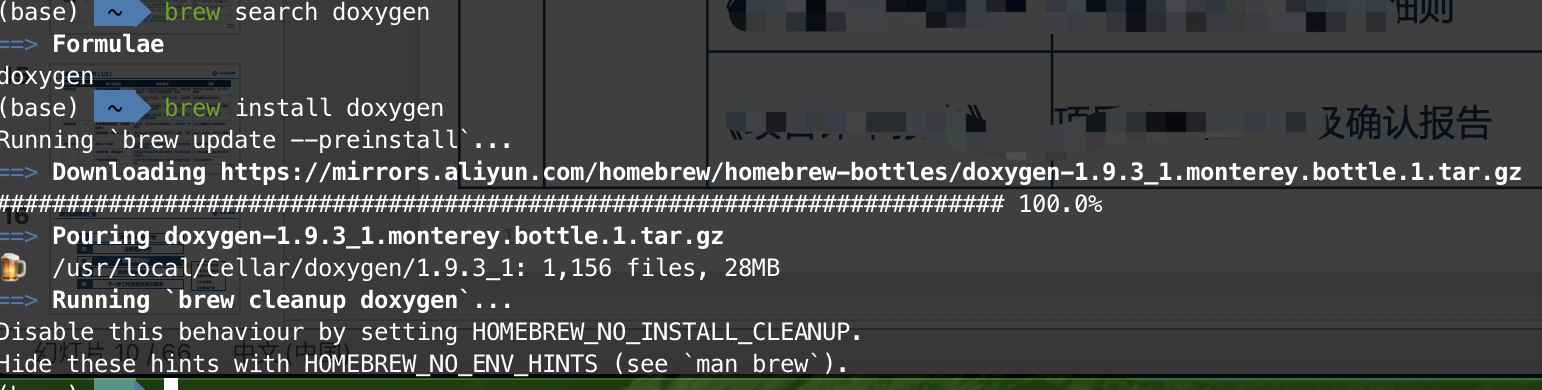 (base) ~ brew search doxygen
==> Formulae
doxygen
(base) ~ brew install doxygen
Running `brew update --preinstall`...
==> Downloading https://mirrors.aliyun.com/homebrew/homebrew-bottles/doxygen-1.9.3_1.monterey.bottle.1.tar.gz
######################################################################## 100.0%
==> Pouring doxygen-1.9.3_1.monterey.bottle.1.tar.gz
🍺 /usr/local/Cellar/doxygen/1.9.3_1: 1,156 files, 28MB
==> Running `brew cleanup doxygen`...
Disable this behaviour by setting HOMEBREW_NO_INSTALL_CLEANUP.
Hide these hints with HOMEBREW_NO_ENV_HINTS (see `man brew`).
细则
及确认报告
16
幻灯片 10 / 66 中文 (中国)